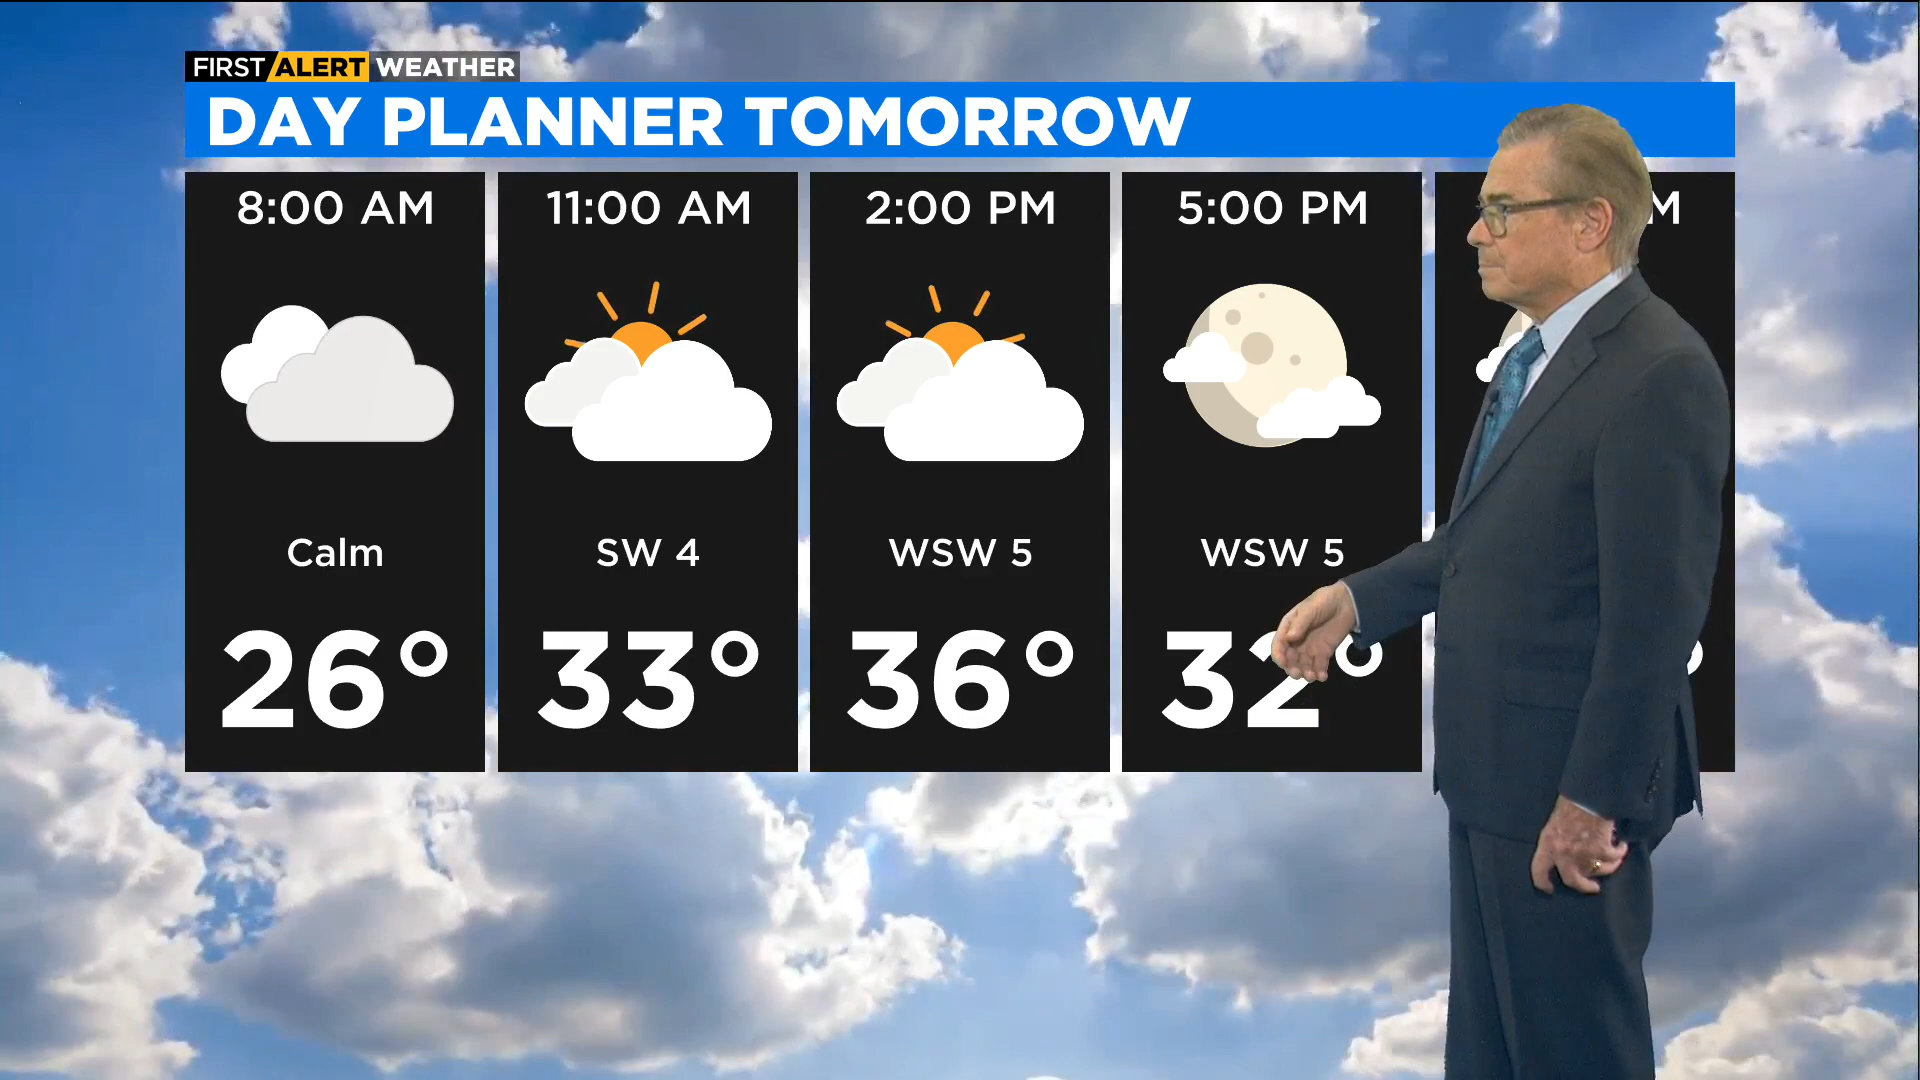 FIRST ALERT WEATHER
DAY PLANNER TOMORROW
8:00 AM
11:00 AM
2:00 PM
5:00 PM
Calm
SW 4
WSW 5
WSW 5
26°
33°
36°
32°